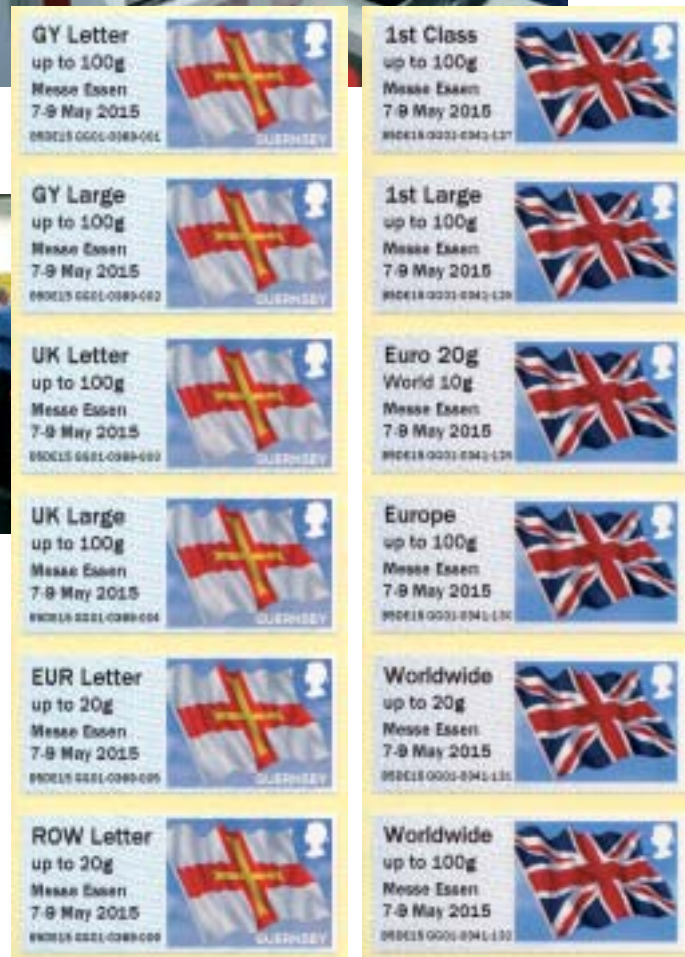 GY Letter
up to 100g
Messe Essen
7-9 May 2015
GUERNSEY
GY Large
up to 100g
Messe Essen
7-9 May 2015
GUERNSEY
UK Letter
up to 100g
Messe Essen
7-9 May 2015
GUERNSEY
UK Large
up to 100g
Messe Essen
7-9 May 2015
GUERNSEY
EUR Letter
up to 20g
Messe Essen
7-9 May 2015
GUERNSEY
ROW Letter
up to 20g
Messe Essen
7-9 May 2015
GUERNSEY
1st Class
up to 100g
Messe Essen
7-9 May 2015
1st Large
up to 100g
Messe Essen
7-9 May 2015
Euro 20g
World 10g
Messe Essen
7-9 May 2015
Europe
up to 100g
Messe Essen
7-9 May 2015
Worldwide
up to 20g
Messe Essen
7-9 May 2015
Worldwide
up to 100g
Messe Essen
7-9 May 2015